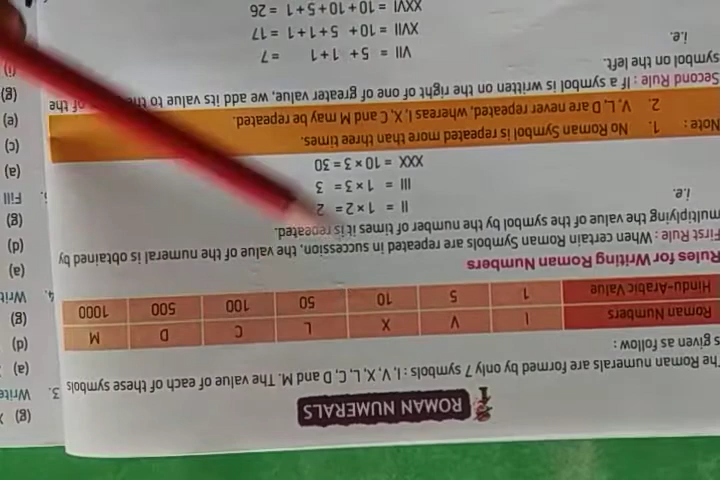 ROMAN NUMERALS
The Roman numerals are formed by only 7 symbols : I, V, X, L, C, D and M. The value of each of these symbols
s given as follow :
Roman Numbers I V X L C D M
Hindu-Arabic Value 1 5 10 50 100 500 1000
Rules for Writing Roman Numbers
First Rule : When certain Roman Symbols are repeated in succession, the value of the numeral is obtained by
multiplying the value of the symbol by the number of times it is repeated.
i.e. II = 1 × 2 = 2
III = 1 × 3 = 3
XXX = 10 × 3 = 30
Note : 1. No Roman Symbol is repeated more than three times.
2. V, L, D are never repeated, whereas I, X, C and M may be repeated.
Second Rule : If a symbol is written on the right of one of greater value, we add its value to the of the
symbol on the left.
i.e. VII = 5 + 1 + 1 = 7
XVII = 10 + 5 + 1 + 1 = 17
XXVI = 10 + 10 + 5 + 1 = 26
(g)
3. Write
(a)
(d)
(g)
4. Write
(a)
(d)
(g)
Fill
(a)
(c)
(e)
(g)
(i)